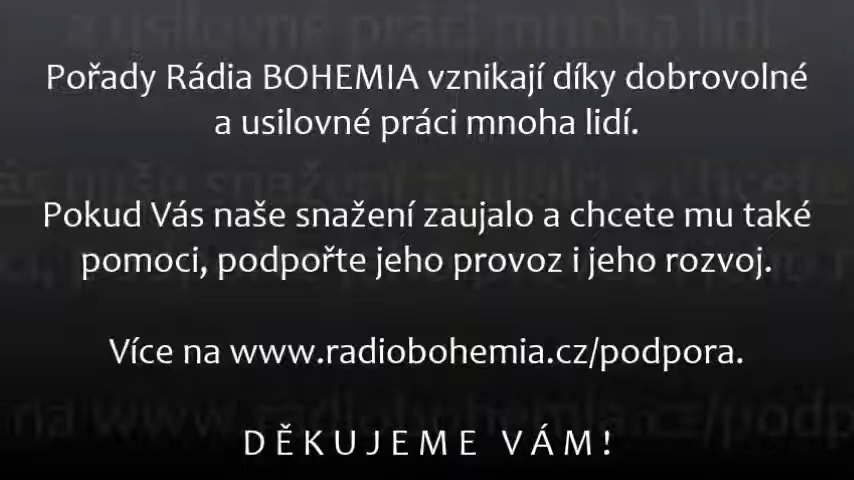 Pořady Rádia BOHEMIA vznikají díky dobrovolné
a usilovné práci mnoha lidí.
Pokud Vás naše snažení zaujalo a chcete mu také
pomoci, podpořte jeho provoz i jeho rozvoj.
Více na www.radiobohemia.cz/podpora.
DĚKUJEME VÁM!